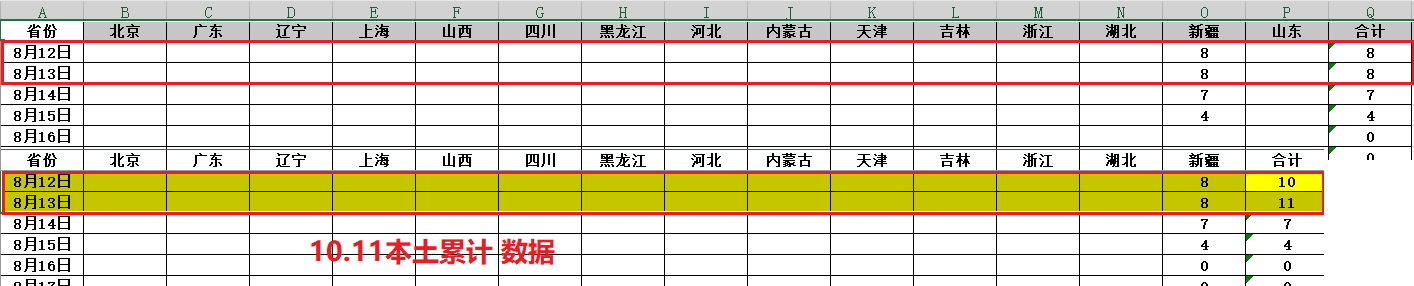 A B C D E F G H I J K L M N O P Q
省份 北京 广东 辽宁 上海 山西 四川 黑龙江 河北 内蒙古 天津 吉林 浙江 湖北 新疆 山东 合计
8月12日 8 8
8月13日 8 8
8月14日 7 7
8月15日 4 4
8月16日 0
省份 北京 广东 辽宁 上海 山西 四川 黑龙江 河北 内蒙古 天津 吉林 浙江 湖北 新疆 合计
8月12日 8 10
8月13日 8 11
8月14日 7 7
8月15日 4 4
10.11本土累计 数据
8月16日 0 0